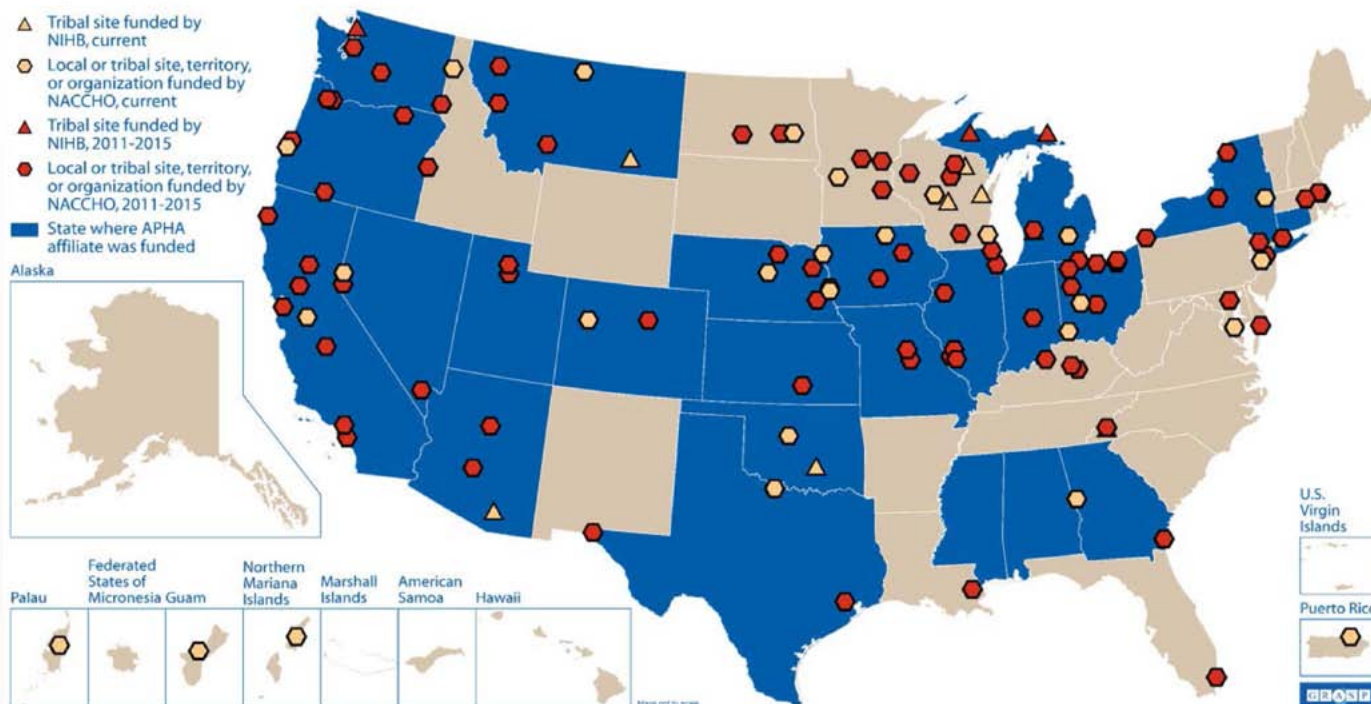 Tribal site funded by
NIHB, current
Local or tribal site, territory,
or organization funded by
NACCHO, current
Tribal site funded by
NIHB, 2011-2015
Local or tribal site, territory,
or organization funded by
NACCHO, 2011-2015
State where APHA
affiliate was funded
Alaska
U.S.
Virgin
Islands
Palau
Federated
States of
Micronesia
Guam
Northern
Mariana
Islands
Marshall
Islands
American
Samoa
Hawaii
Puerto Rico
GRASP